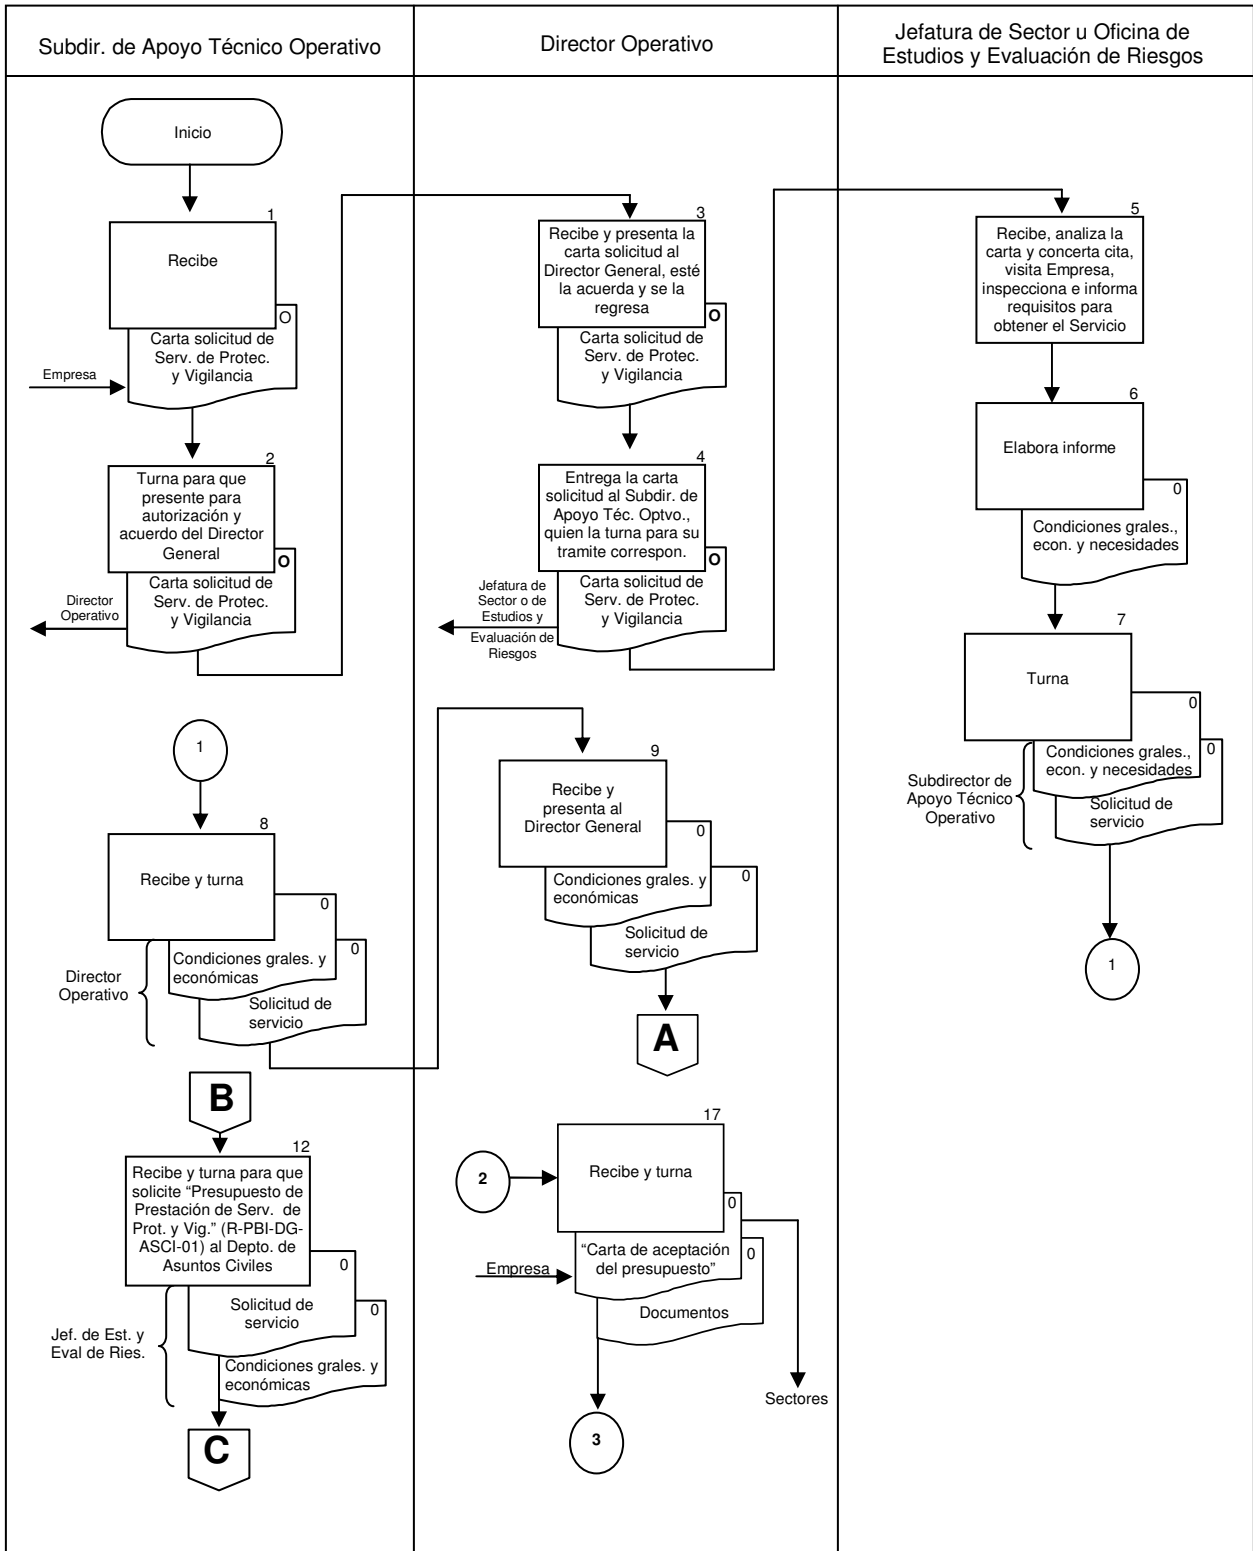 Subdir. de Apoyo Técnico Operativo
Director Operativo
Jefatura de Sector u Oficina de
Estudios y Evaluación de Riesgos
Inicio
1
Recibe
O
Carta solicitud de
Serv. de Protec.
y Vigilancia
Empresa
2
Turna para que
presente para
autorización y
acuerdo del Director
General
O
Carta solicitud de
Serv. de Protec.
y Vigilancia
Director
Operativo
3
Recibe y presenta la
carta solicitud al
Director General, esté
la acuerda y se la
regresa
O
Carta solicitud de
Serv. de Protec.
y Vigilancia
4
Entrega la carta
solicitud al Subdir. de
Apoyo Téc. Optvo.,
quien la turna para su
tramite correspon.
O
Carta solicitud de
Serv. de Protec.
y Vigilancia
Jefatura de
Sector o de
Estudios y
Evaluación de
Riesgos
5
Recibe, analiza la
carta y concerta cita,
visita Empresa,
inspecciona e informa
requisitos para
obtener el Servicio
6
Elabora informe
0
Condiciones grales.,
econ. y necesidades
7
Turna
0
Condiciones grales.,
econ. y necesidades
0
Solicitud de
servicio
Subdirector de
Apoyo Técnico
Operativo
1
1
8
Recibe y turna
0
Condiciones grales. y
económicas
0
Solicitud de
servicio
Director
Operativo
9
Recibe y
presenta al
Director General
0
Condiciones grales. y
económicas
0
Solicitud de
servicio
A
B
12
Recibe y turna para que
solicite “Presupuesto de
Prestación de Serv. de
Prot. y Vig.” (R-PBI-DG-
ASCI-01) al Depto. de
Asuntos Civiles
0
Solicitud de
servicio
0
Condiciones grales. y
económicas
Jef. de Est. y
Eval de Ries.
C
17
2
Recibe y turna
0
“Carta de aceptación
del presupuesto”
0
Documentos
Empresa
Sectores
3